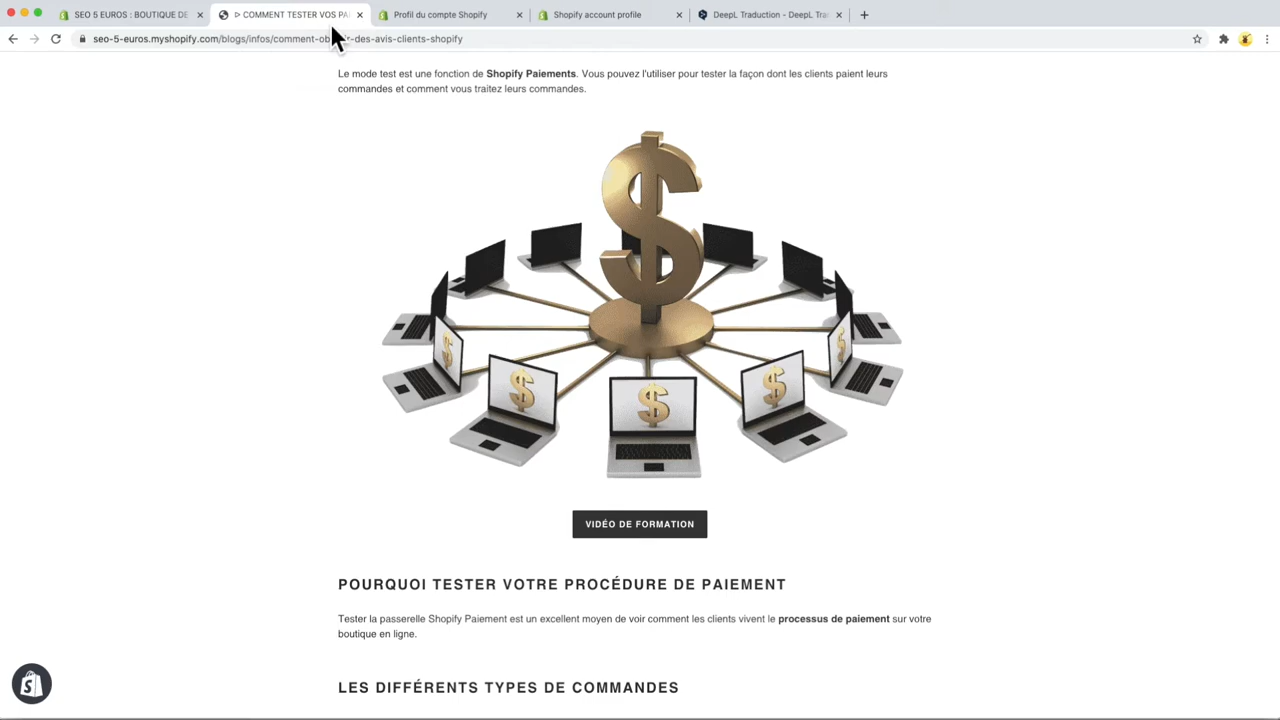 SEO 5 EUROS : BOUTIQUE DE
▷ COMMENT TESTER VOS PA
Profil du compte Shopify
Shopify account profile
DeepL Traduction - DeepL Tra
seo-5-euros.myshopify.com/blogs/infos/comment-ob des-avis-clients-shopify
Le mode test est une fonction de Shopify Paiements. Vous pouvez l'utiliser pour tester la façon dont les clients paient leurs
commandes et comment vous traitez leurs commandes.
VIDÉO DE FORMATION
POURQUOI TESTER VOTRE PROCÉDURE DE PAIEMENT
Tester la passerelle Shopify Paiement est un excellent moyen de voir comment les clients vivent le processus de paiement sur votre
boutique en ligne.
LES DIFFÉRENTS TYPES DE COMMANDES